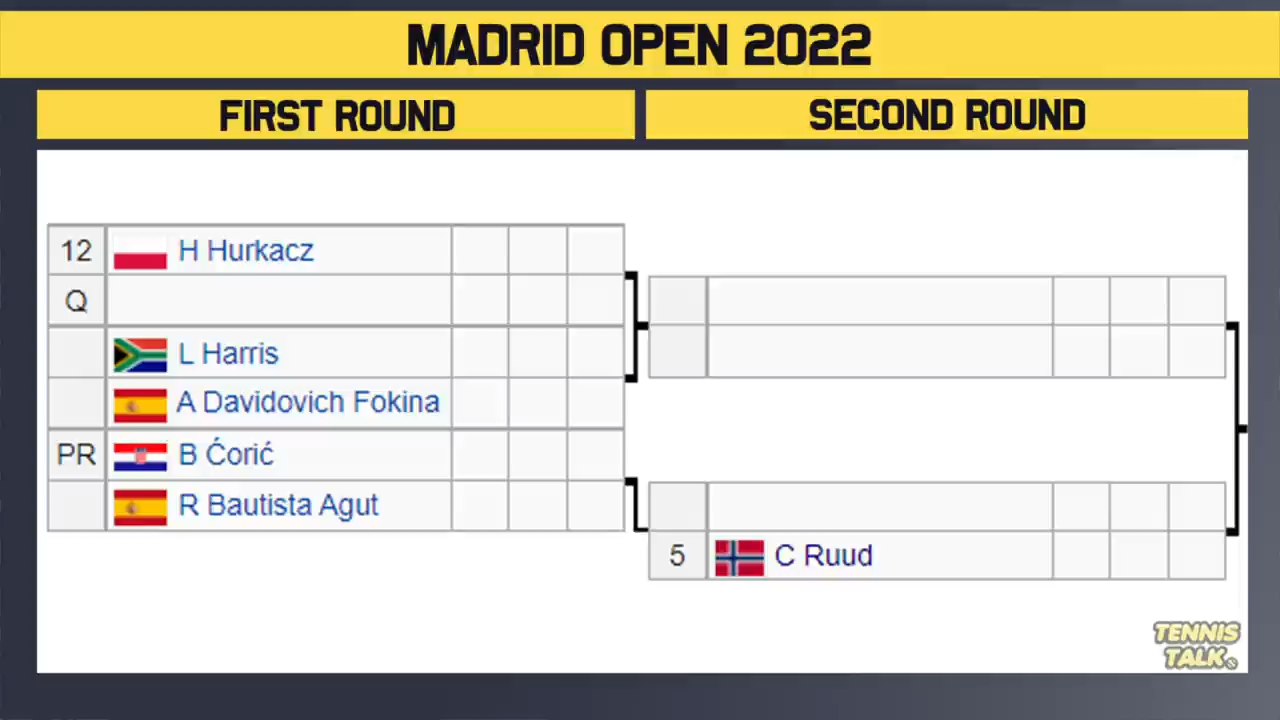 MADRID OPEN 2022
FIRST ROUND
SECOND ROUND
12 H Hurkacz
Q
L Harris
A Davidovich Fokina
PR B Ćorić
R Bautista Agut
5 C Ruud
TENNIS
TALK